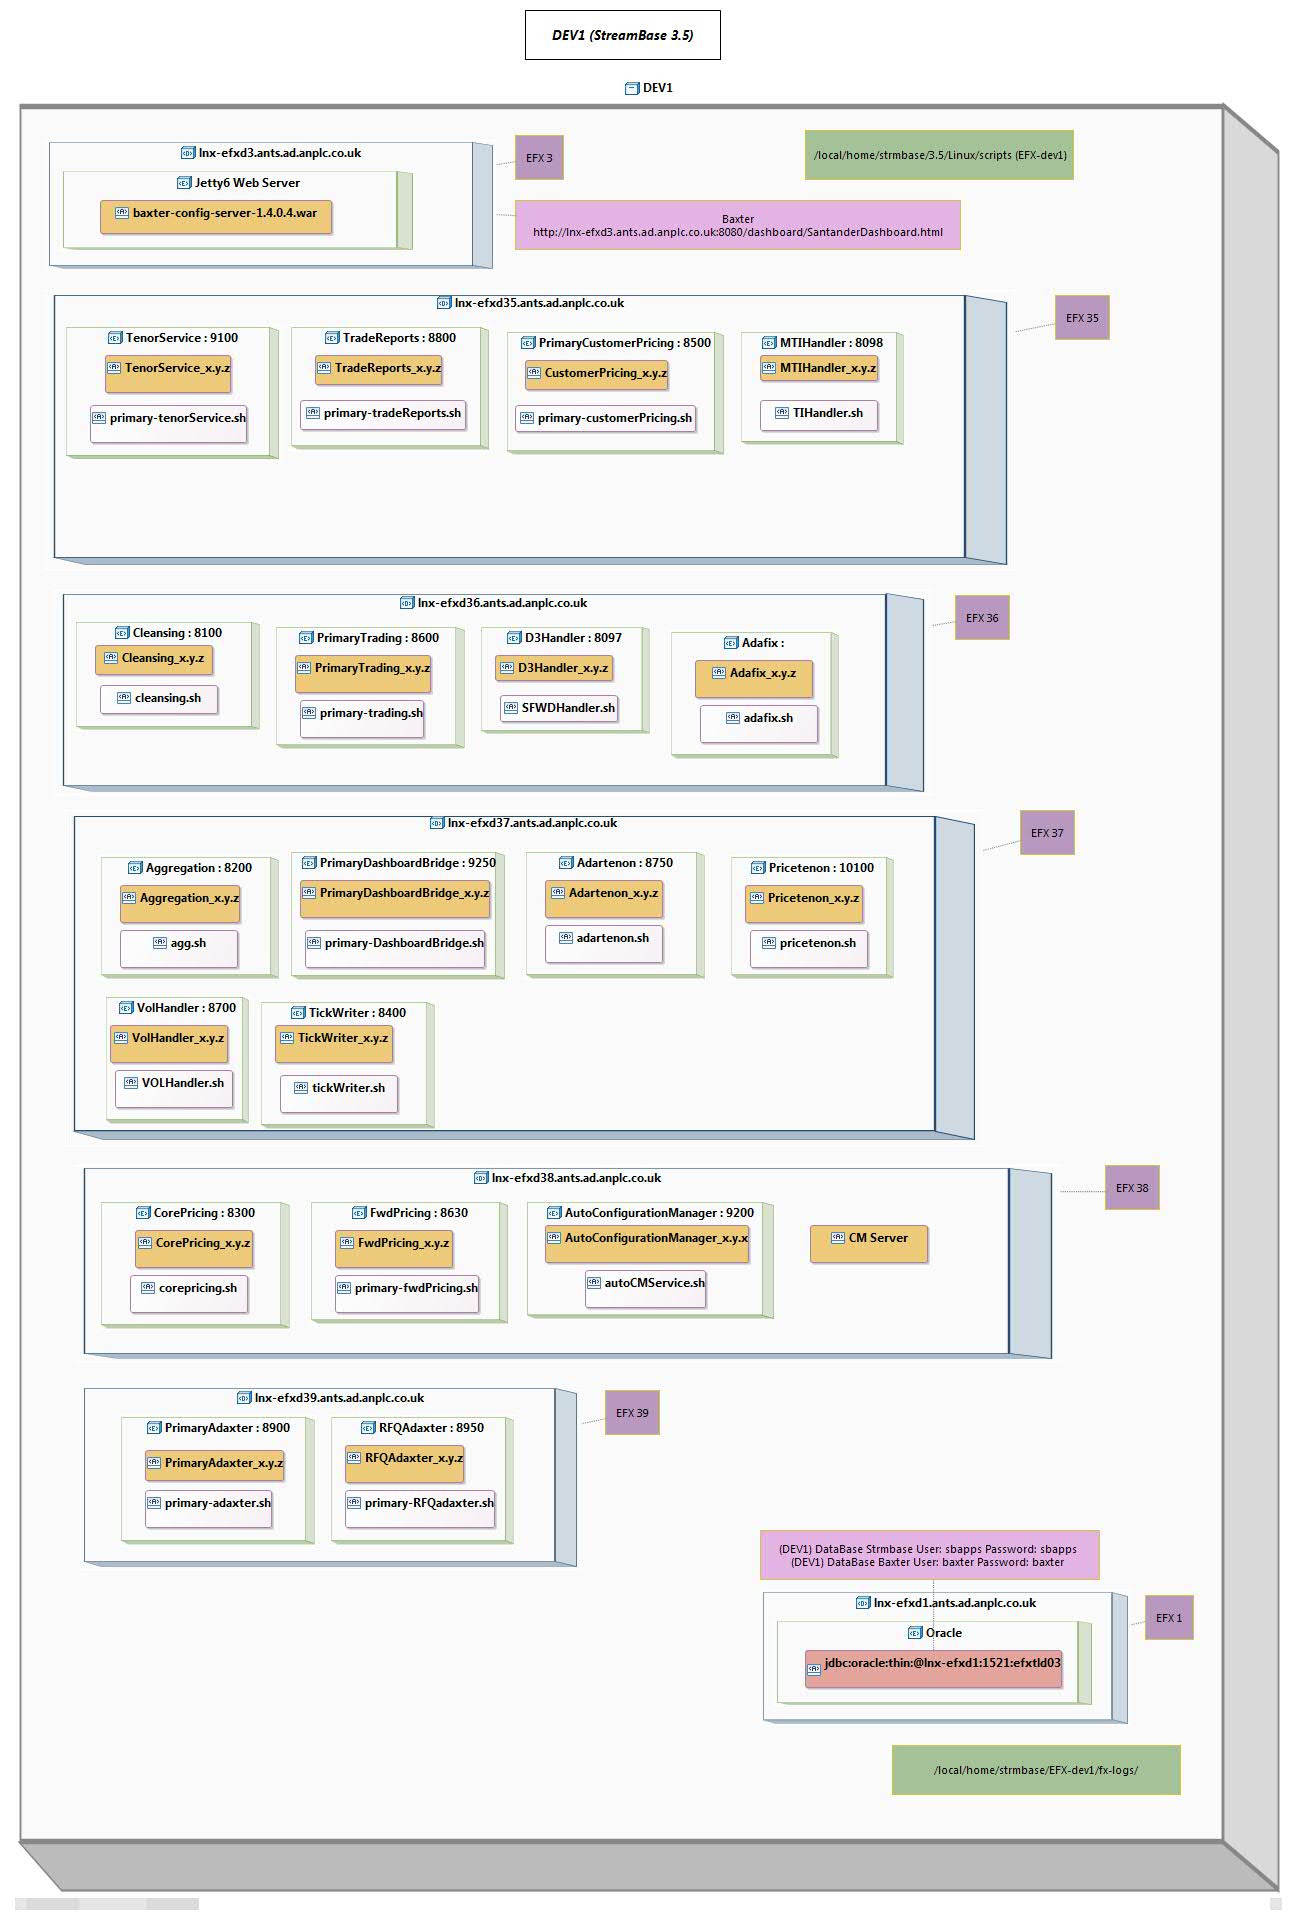 DEV1 (StreamBase 3.5)
DEV1
lnx-efxd3.ants.ad.anplc.co.uk
EFX 3
/local/home/strmbase/3.5/Linux/scripts (EFX-dev1)
Jetty6 Web Server
baxter-config-server-1.4.0.4.war
Baxter
http://lnx-efxd3.ants.ad.anplc.co.uk:8080/dashboard/SantanderDashboard.html
lnx-efxd35.ants.ad.anplc.co.uk
EFX 35
TenorService : 9100
TenorService_x.y.z
primary-tenorService.sh
TradeReports : 8800
TradeReports_x.y.z
primary-tradeReports.sh
PrimaryCustomerPricing : 8500
CustomerPricing_x.y.z
primary-customerPricing.sh
MTIHandler : 8098
MTIHandler_x.y.z
TIHandler.sh
lnx-efxd36.ants.ad.anplc.co.uk
EFX 36
Cleansing : 8100
Cleansing_x.y.z
cleansing.sh
PrimaryTrading : 8600
PrimaryTrading_x.y.z
primary-trading.sh
D3Handler : 8097
D3Handler_x.y.z
SFWDHandler.sh
Adafix :
Adafix_x.y.z
adafix.sh
lnx-efxd37.ants.ad.anplc.co.uk
EFX 37
Aggregation : 8200
Aggregation_x.y.z
agg.sh
PrimaryDashboardBridge : 9250
PrimaryDashboardBridge_x.y.z
primary-DashboardBridge.sh
Adartenon : 8750
Adartenon_x.y.z
adartenon.sh
Pricetenon : 10100
Pricetenon_x.y.z
pricetenon.sh
VolHandler : 8700
VolHandler_x.y.z
VOLHandler.sh
TickWriter : 8400
TickWriter_x.y.z
tickWriter.sh
lnx-efxd38.ants.ad.anplc.co.uk
EFX 38
CorePricing : 8300
CorePricing_x.y.z
corepricing.sh
FwdPricing : 8630
FwdPricing_x.y.z
primary-fwdPricing.sh
AutoConfigurationManager : 9200
AutoConfigurationManager_x.y.x
autoCMService.sh
CM Server
lnx-efxd39.ants.ad.anplc.co.uk
EFX 39
PrimaryAdaxter : 8900
PrimaryAdaxter_x.y.z
primary-adaxter.sh
RFQAdaxter : 8950
RFQAdaxter_x.y.z
primary-RFQadaxter.sh
(DEV1) DataBase Strmbase User: sbapps Password: sbapps
(DEV1) DataBase Baxter User: baxter Password: baxter
lnx-efxd1.ants.ad.anplc.co.uk
EFX 1
Oracle
jdbc:oracle:thin:@lnx-efxd1:1521:efxtld03
/local/home/strmbase/EFX-dev1/fx-logs/